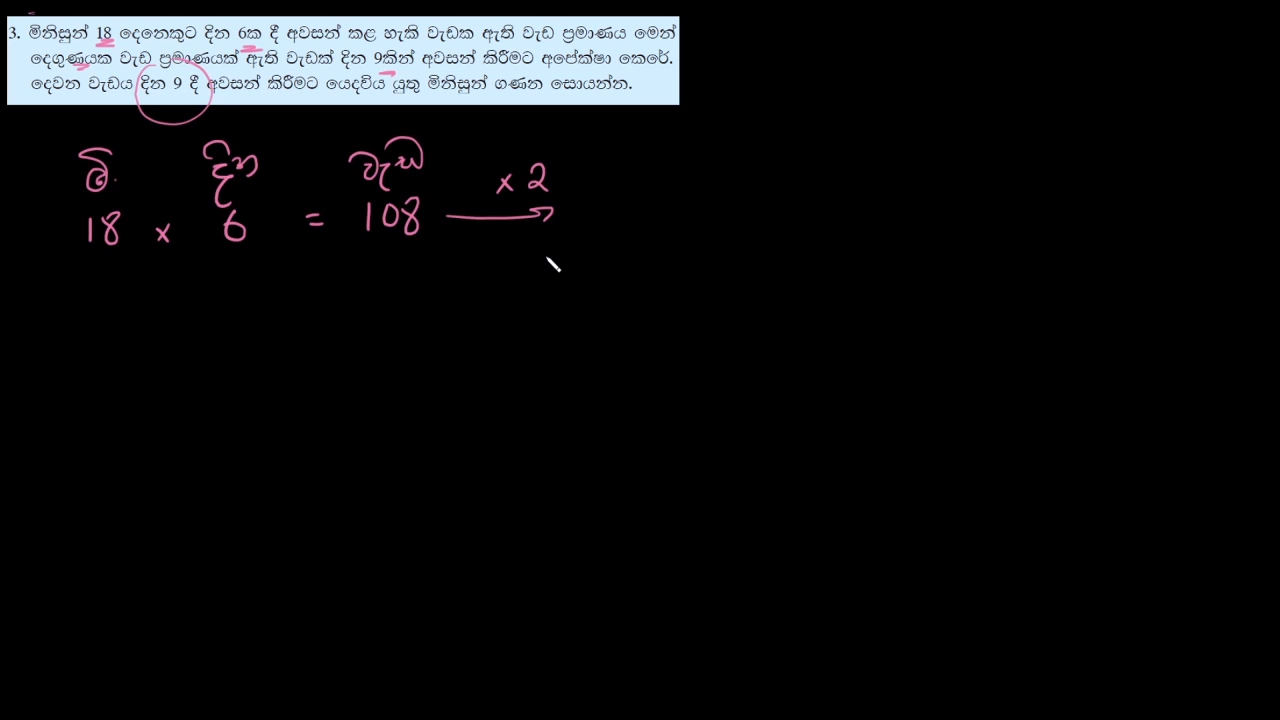 3. මිනිසුන් 18 දෙනෙකුට දින 6ක දී අවසන් කළ හැකි වැඩක ඇති වැඩ ප්‍රමාණය මෙන්
දෙගුණයක වැඩ ප්‍රමාණයක් ඇති වැඩක් දින 9කින් අවසන් කිරීමට අපේක්ෂා කෙරේ.
දෙවන වැඩය දින 9 දී අවසන් කිරීමට යෙදවිය යුතු මිනිසුන් ගණන සොයන්න.
මි. දින වැඩ × 2
18 × 6 = 108